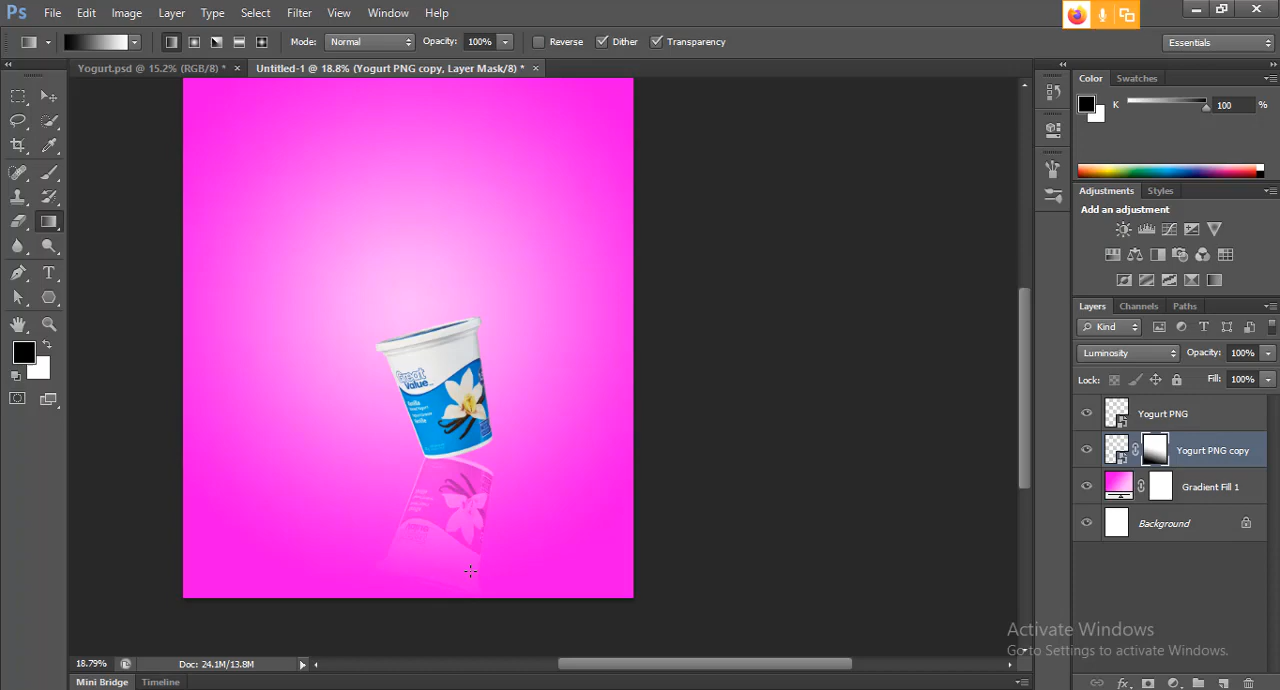 Ps File Edit Image Layer Type Select Filter View Window Help
Mode: Normal Opacity: 100% Reverse Dither Transparency Essentials
Yogurt.psd @ 15.2% (RGB/8) * × Untitled-1 @ 18.8% (Yogurt PNG copy, Layer Mask/8) * ×
Color Swatches
K 100 %
Adjustments Styles
Add an adjustment
Layers Channels Paths
Kind
Luminosity Opacity: 100%
Lock: Fill: 100%
Yogurt PNG
Yogurt PNG copy
Gradient Fill 1
Background
Great
Value
Vanilla
Activate Windows
Go to Settings to activate Windows.
18.79% Doc: 24.1M/13.8M
Mini Bridge Timeline
fx